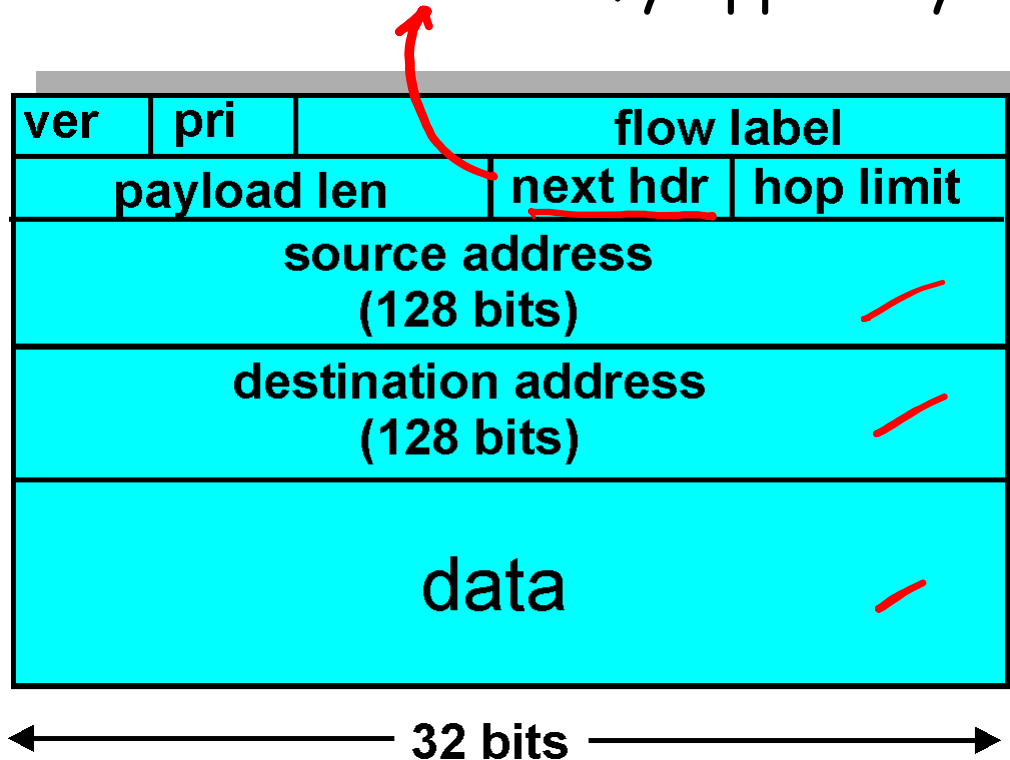 ver pri flow label
payload len next hdr hop limit
source address
(128 bits)
destination address
(128 bits)
data
32 bits